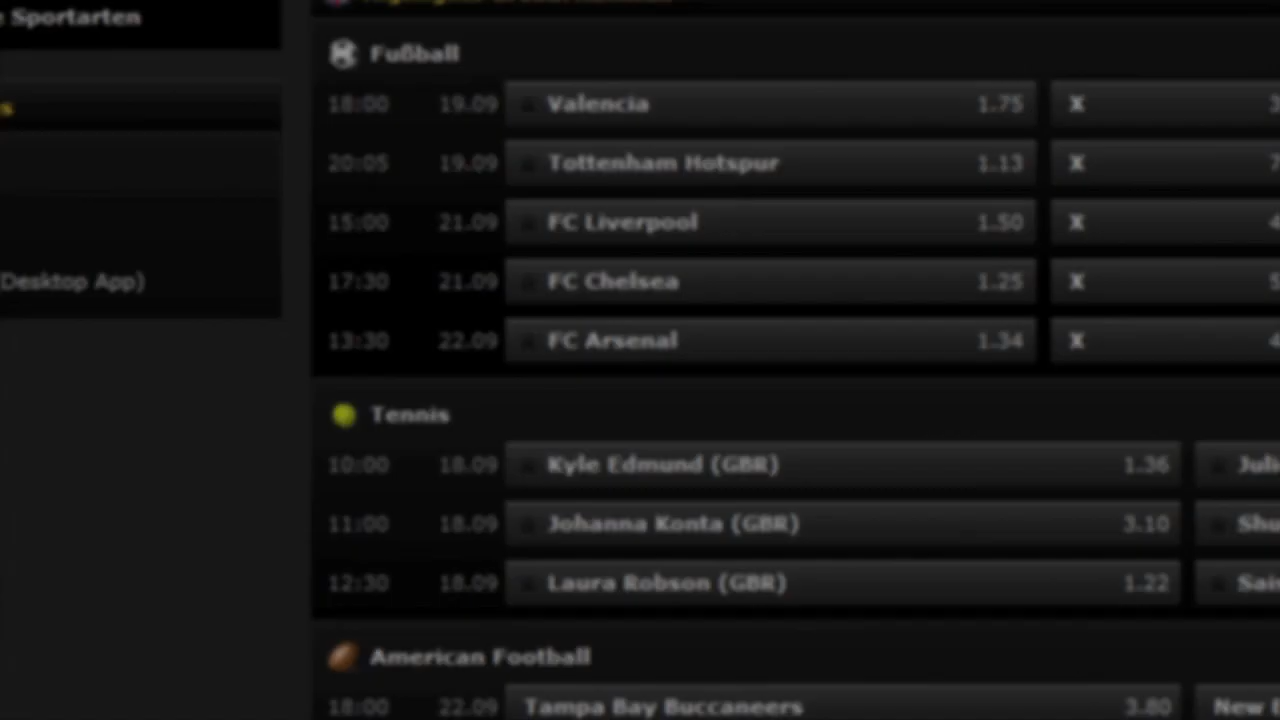 Sportarten
Fußball
18:00 19.09 Valencia 1.75 X
20:05 19.09 Tottenham Hotspur 1.13 X
15:00 21.09 FC Liverpool 1.50 X
17:30 21.09 FC Chelsea 1.25 X
(Desktop App)
13:30 22.09 FC Arsenal 1.34 X
Tennis
10:00 18.09 Kyle Edmund (GBR) 1.36
11:00 18.09 Johanna Konta (GBR) 3.10
12:30 18.09 Laura Robson (GBR) 1.22
American Football
18:00 22.09 Tampa Bay Buccaneers 3.80 New